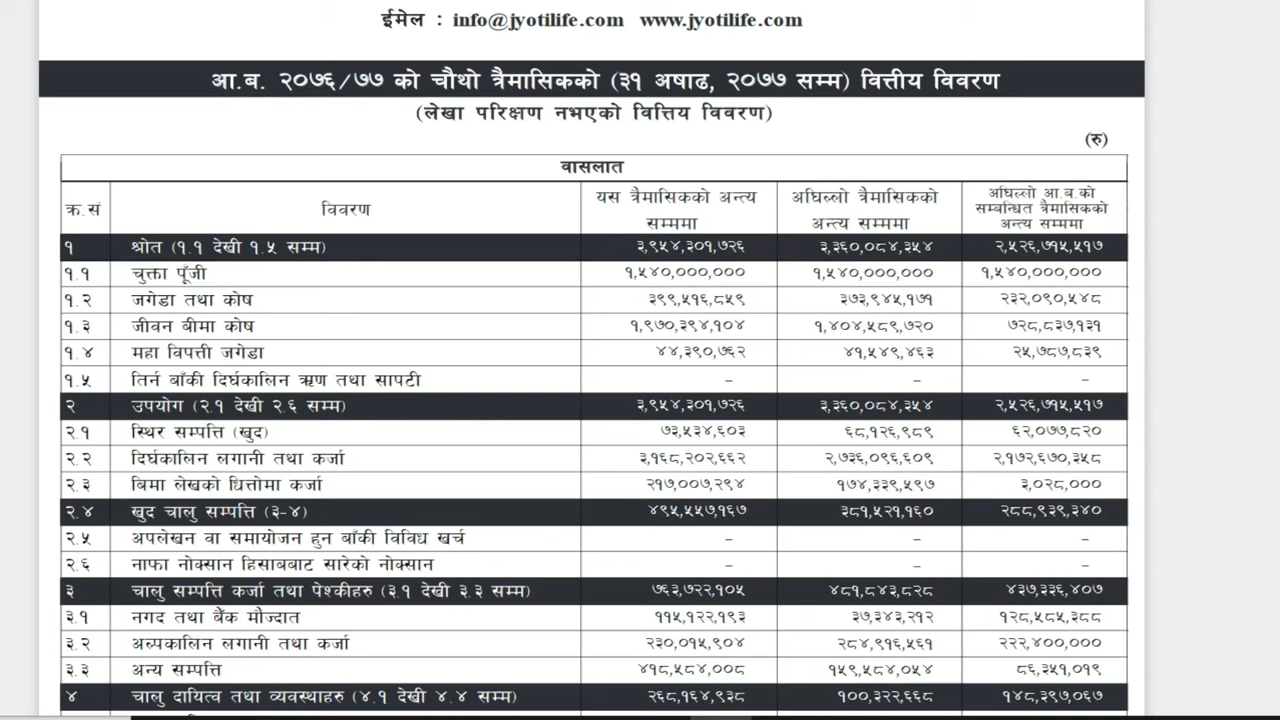 ईमेल : info@jyotilife.com www.jyotilife.com
आ.ब. २०७६/७७ को चौथो त्रैमासिकको (३१ अषाढ, २०७७ सम्म) वित्तीय विवरण
(लेखा परिक्षण नभएको वित्तिय विवरण)
(रु)
वासलात
क्र.सं विवरण यस त्रैमासिकको अन्त्य सम्ममा अघिल्लो त्रैमासिकको अन्त्य सम्ममा अघिल्लो आ.ब.को सम्बन्धित त्रैमासिकको अन्त्य सम्ममा
१ श्रोत (१.१ देखी १.५ सम्म) ३,९५४,३०१,७२६ ३,३६०,०८४,३५४ २,५२६,७१५,५१७
१.१ चुक्ता पूँजी १,५४०,०००,००० १,५४०,०००,००० १,५४०,०००,०००
१.२ जगेडा तथा कोष ३९९,५१६,८५९ ३७३,९४५,१७१ २३२,०९०,५४८
१.३ जीवन बीमा कोष १,९७०,३९४,१०४ १,४०४,५८९,७२० ७२८,८३७,१३१
१.४ महा विपत्ती जगेडा ४४,३९०,७६२ ४१,५४९,४६३ २५,७८७,८३९
१.५ तिर्न बाँकी दिर्घकालिन ऋण तथा सापटी – – –
२ उपयोग (२.१ देखी २.६ सम्म) ३,९५४,३०१,७२६ ३,३६०,०८४,३५४ २,५२६,७१५,५१७
२.१ स्थिर सम्पत्ति (खुद) ७३,५३४,६०३ ६८,१२६,९८९ ६२,०७७,८२०
२.२ दिर्घकालिन लगानी तथा कर्जा ३,१६८,२०२,६६२ २,७३६,०९६,६०९ २,१७२,६७०,३५८
२.३ बिमा लेखको धित्तोमा कर्जा २१७,००७,२९४ १७४,३३९,५९७ ३,०२८,०००
२.४ खुद चालु सम्पत्ति (३-४) ४९५,५५७,१६७ ३८१,५२१,१६० २८८,९३९,३४०
२.५ अपलेखन वा समायोजन हुन बाँकी विविध खर्च – – –
२.६ नाफा नोक्सान हिसाबबाट सारेको नोक्सान – – –
३ चालु सम्पत्ति कर्जा तथा पेश्कीहरु (३.१ देखी ३.३ सम्म) ७६३,७२२,१०५ ४८१,८४३,८२८ ४३७,३३६,४०७
३.१ नगद तथा बैंक मौज्दात ११५,१२२,१९३ ३७,३४३,२१२ १२८,५८५,३८८
३.२ अल्पकालिन लगानी तथा कर्जा २३०,०१५,९०४ २८४,९१६,५६१ २२२,४००,०००
३.३ अन्य सम्पत्ति ४१८,५८४,००८ १५९,५८४,०५४ ८६,३५१,०१९
४ चालु दायित्व तथा व्यवस्थाहरु (४.१ देखी ४.४ सम्म) २६८,१६४,९३८ १००,३२२,६६८ १४८,३९७,०६७